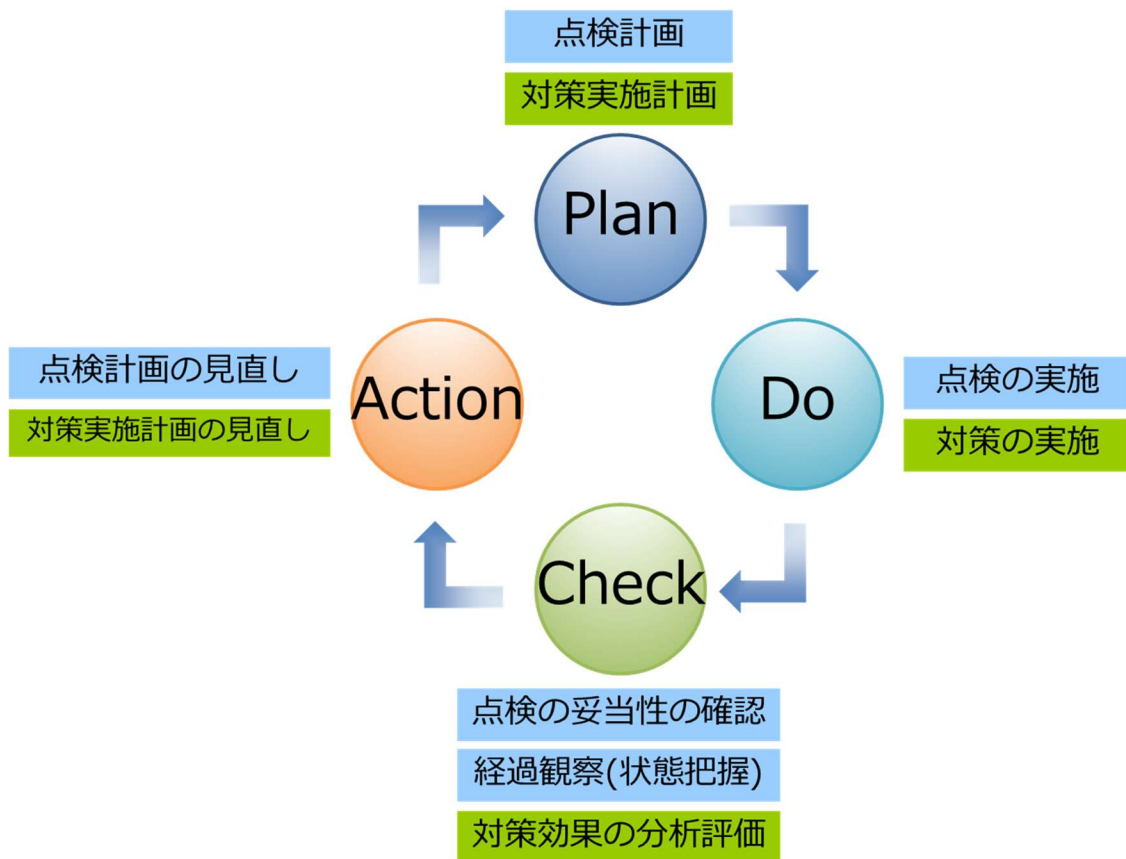 点検計画
対策実施計画
Plan
点検計画の見直し
対策実施計画の見直し
Action
Do
点検の実施
対策の実施
Check
点検の妥当性の確認
経過観察(状態把握)
対策効果の分析評価